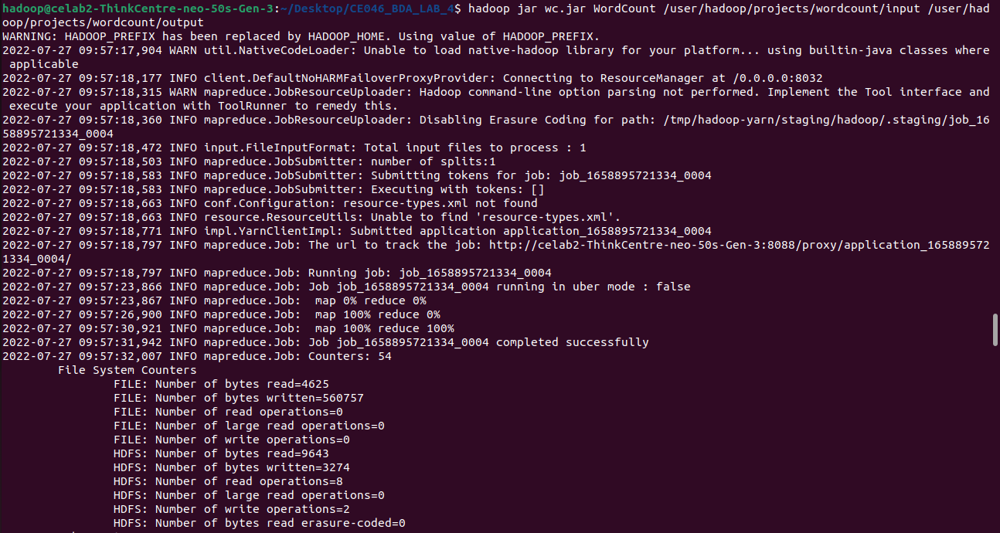 hadoop@celab2-ThinkCentre-neo-50s-Gen-3:~/Desktop/CE046_BDA_LAB_4$ hadoop jar wc.jar WordCount /user/hadoop/projects/wordcount/input /user/had
oop/projects/wordcount/output
WARNING: HADOOP_PREFIX has been replaced by HADOOP_HOME. Using value of HADOOP_PREFIX.
2022-07-27 09:57:17,904 WARN util.NativeCodeLoader: Unable to load native-hadoop library for your platform... using builtin-java classes where
 applicable
2022-07-27 09:57:18,177 INFO client.DefaultNoHARMFailoverProxyProvider: Connecting to ResourceManager at /0.0.0.0:8032
2022-07-27 09:57:18,315 WARN mapreduce.JobResourceUploader: Hadoop command-line option parsing not performed. Implement the Tool interface and
 execute your application with ToolRunner to remedy this.
2022-07-27 09:57:18,360 INFO mapreduce.JobResourceUploader: Disabling Erasure Coding for path: /tmp/hadoop-yarn/staging/hadoop/.staging/job_16
58895721334_0004
2022-07-27 09:57:18,472 INFO input.FileInputFormat: Total input files to process : 1
2022-07-27 09:57:18,503 INFO mapreduce.JobSubmitter: number of splits:1
2022-07-27 09:57:18,583 INFO mapreduce.JobSubmitter: Submitting tokens for job: job_1658895721334_0004
2022-07-27 09:57:18,583 INFO mapreduce.JobSubmitter: Executing with tokens: []
2022-07-27 09:57:18,663 INFO conf.Configuration: resource-types.xml not found
2022-07-27 09:57:18,663 INFO resource.ResourceUtils: Unable to find 'resource-types.xml'.
2022-07-27 09:57:18,771 INFO impl.YarnClientImpl: Submitted application application_1658895721334_0004
2022-07-27 09:57:18,797 INFO mapreduce.Job: The url to track the job: http://celab2-ThinkCentre-neo-50s-Gen-3:8088/proxy/application_165889572
1334_0004/
2022-07-27 09:57:18,797 INFO mapreduce.Job: Running job: job_1658895721334_0004
2022-07-27 09:57:23,866 INFO mapreduce.Job: Job job_1658895721334_0004 running in uber mode : false
2022-07-27 09:57:23,867 INFO mapreduce.Job:  map 0% reduce 0%
2022-07-27 09:57:26,900 INFO mapreduce.Job:  map 100% reduce 0%
2022-07-27 09:57:30,921 INFO mapreduce.Job:  map 100% reduce 100%
2022-07-27 09:57:31,942 INFO mapreduce.Job: Job job_1658895721334_0004 completed successfully
2022-07-27 09:57:32,007 INFO mapreduce.Job: Counters: 54
File System Counters
FILE: Number of bytes read=4625
FILE: Number of bytes written=560757
FILE: Number of read operations=0
FILE: Number of large read operations=0
FILE: Number of write operations=0
HDFS: Number of bytes read=9643
HDFS: Number of bytes written=3274
HDFS: Number of read operations=8
HDFS: Number of large read operations=0
HDFS: Number of write operations=2
HDFS: Number of bytes read erasure-coded=0